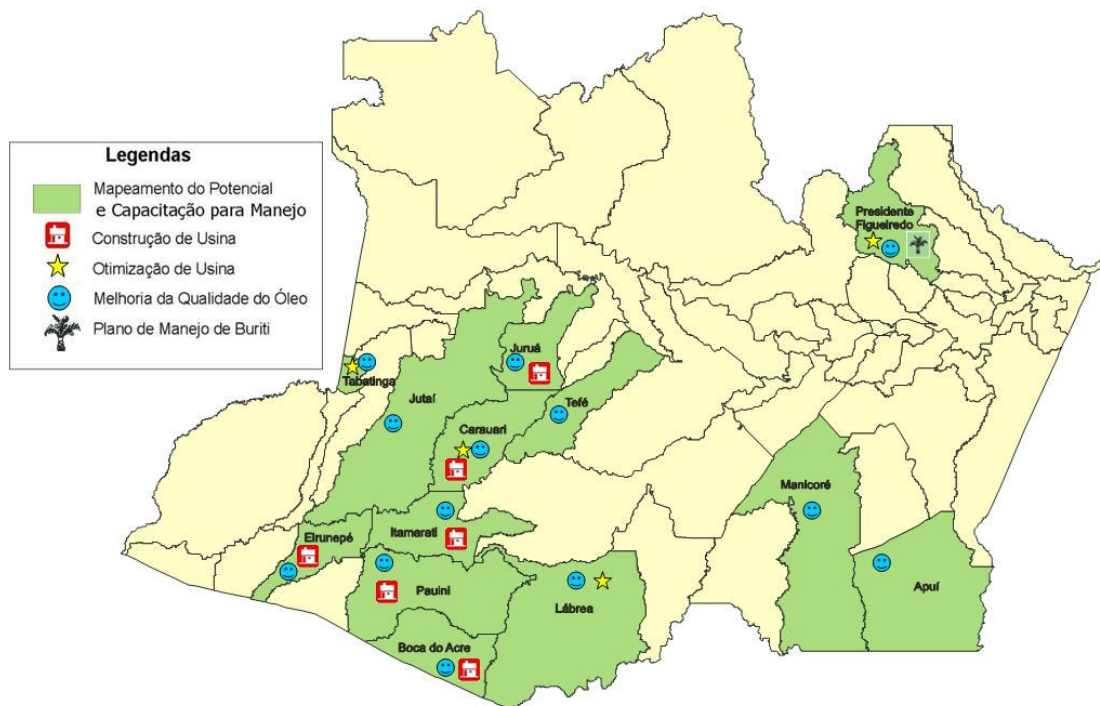 Legendas
Mapeamento do Potencial
e Capacitação para Manejo
Construção de Usina
Otimização de Usina
Melhoria da Qualidade do Óleo
Plano de Manejo de Buriti
Presidente
Figueiredo
Tabatinga
Juruá
Jutaí
Tefé
Carauari
Manicoré
Eirunepé
Itamarati
Pauini
Lábrea
Apuí
Boca do Acre